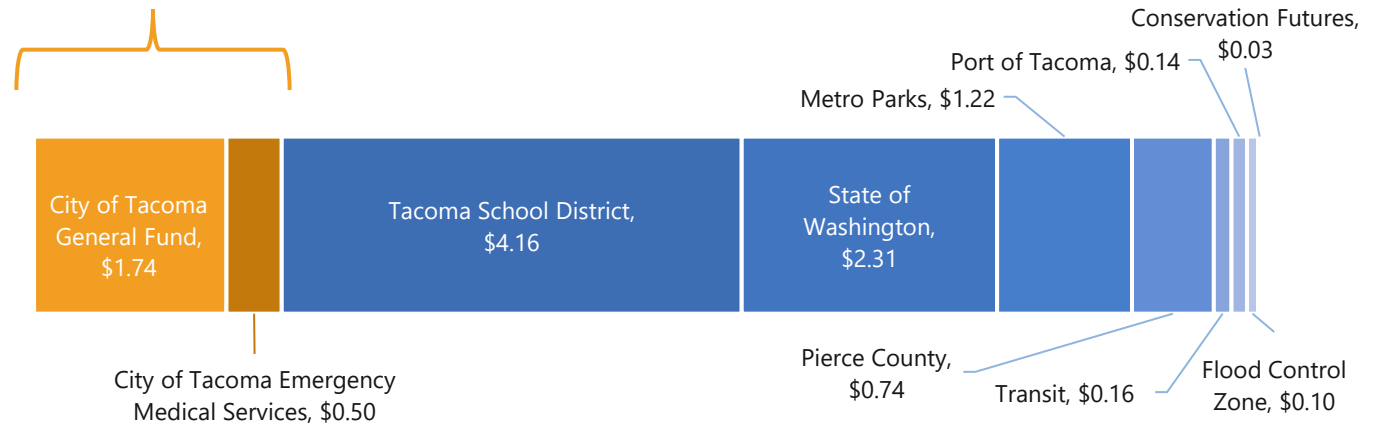 Conservation Futures,
$0.03
Port of Tacoma, $0.14
Metro Parks, $1.22
City of Tacoma
General Fund,
$1.74
Tacoma School District,
$4.16
State of
Washington,
$2.31
City of Tacoma Emergency
Medical Services, $0.50
Pierce County,
$0.74
Transit, $0.16
Flood Control
Zone, $0.10